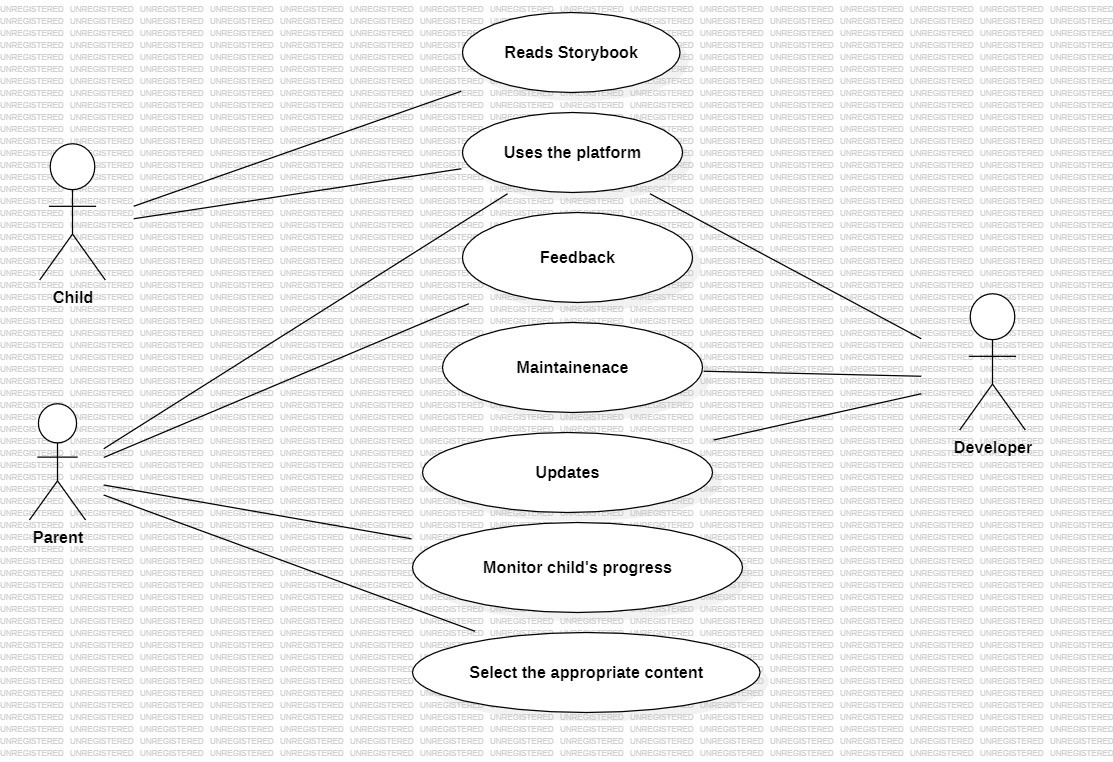 Reads Storybook
Uses the platform
Child
Feedback
Maintainenace
Developer
Updates
Parent
Monitor child's progress
Select the appropriate content
UNREGISTERED